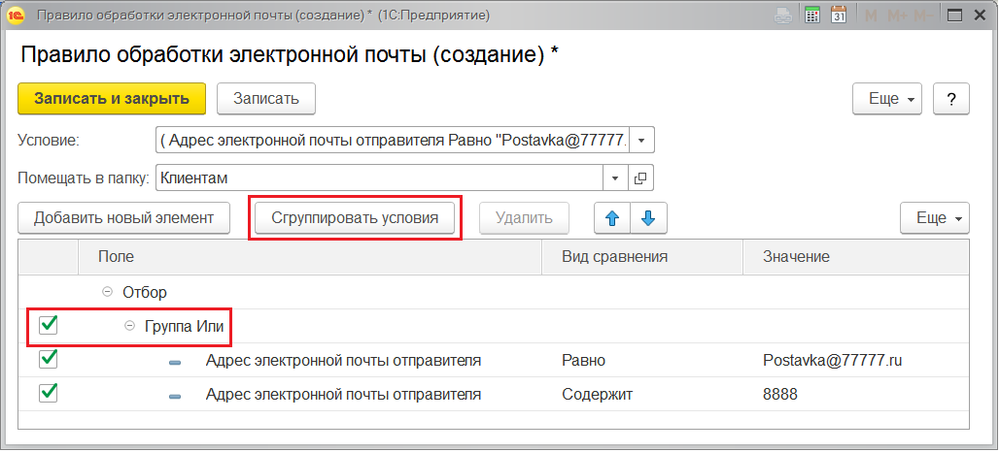 1С Правило обработки электронной почты (создание) * (1С:Предприятие) 31 M M+ M-
Правило обработки электронной почты (создание) *
Записать и закрыть Записать Еще ?
Условие: ( Адрес электронной почты отправителя Равно "Postavka@77777.
Помещать в папку: Клиентам
Добавить новый элемент Сгруппировать условия Удалить Еще
Поле Вид сравнения Значение
Отбор
Группа Или
Адрес электронной почты отправителя Равно Postavka@77777.ru
Адрес электронной почты отправителя Содержит 8888